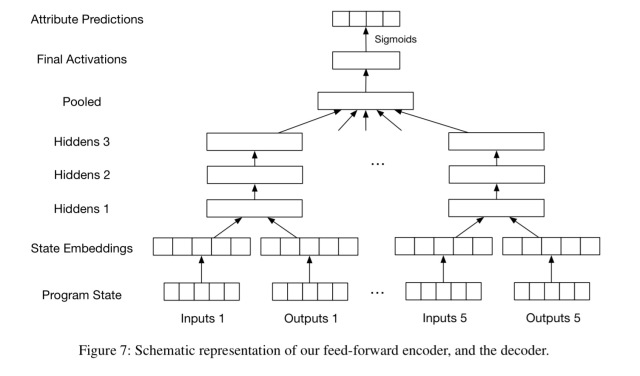 Attribute Predictions
Sigmoids
Final Activations
Pooled
Hiddens 3
...
Hiddens 2
Hiddens 1
State Embeddings
Program State
...
Inputs 1
Outputs 1
Inputs 5
Outputs 5
Figure 7: Schematic representation of our feed-forward encoder, and the decoder.